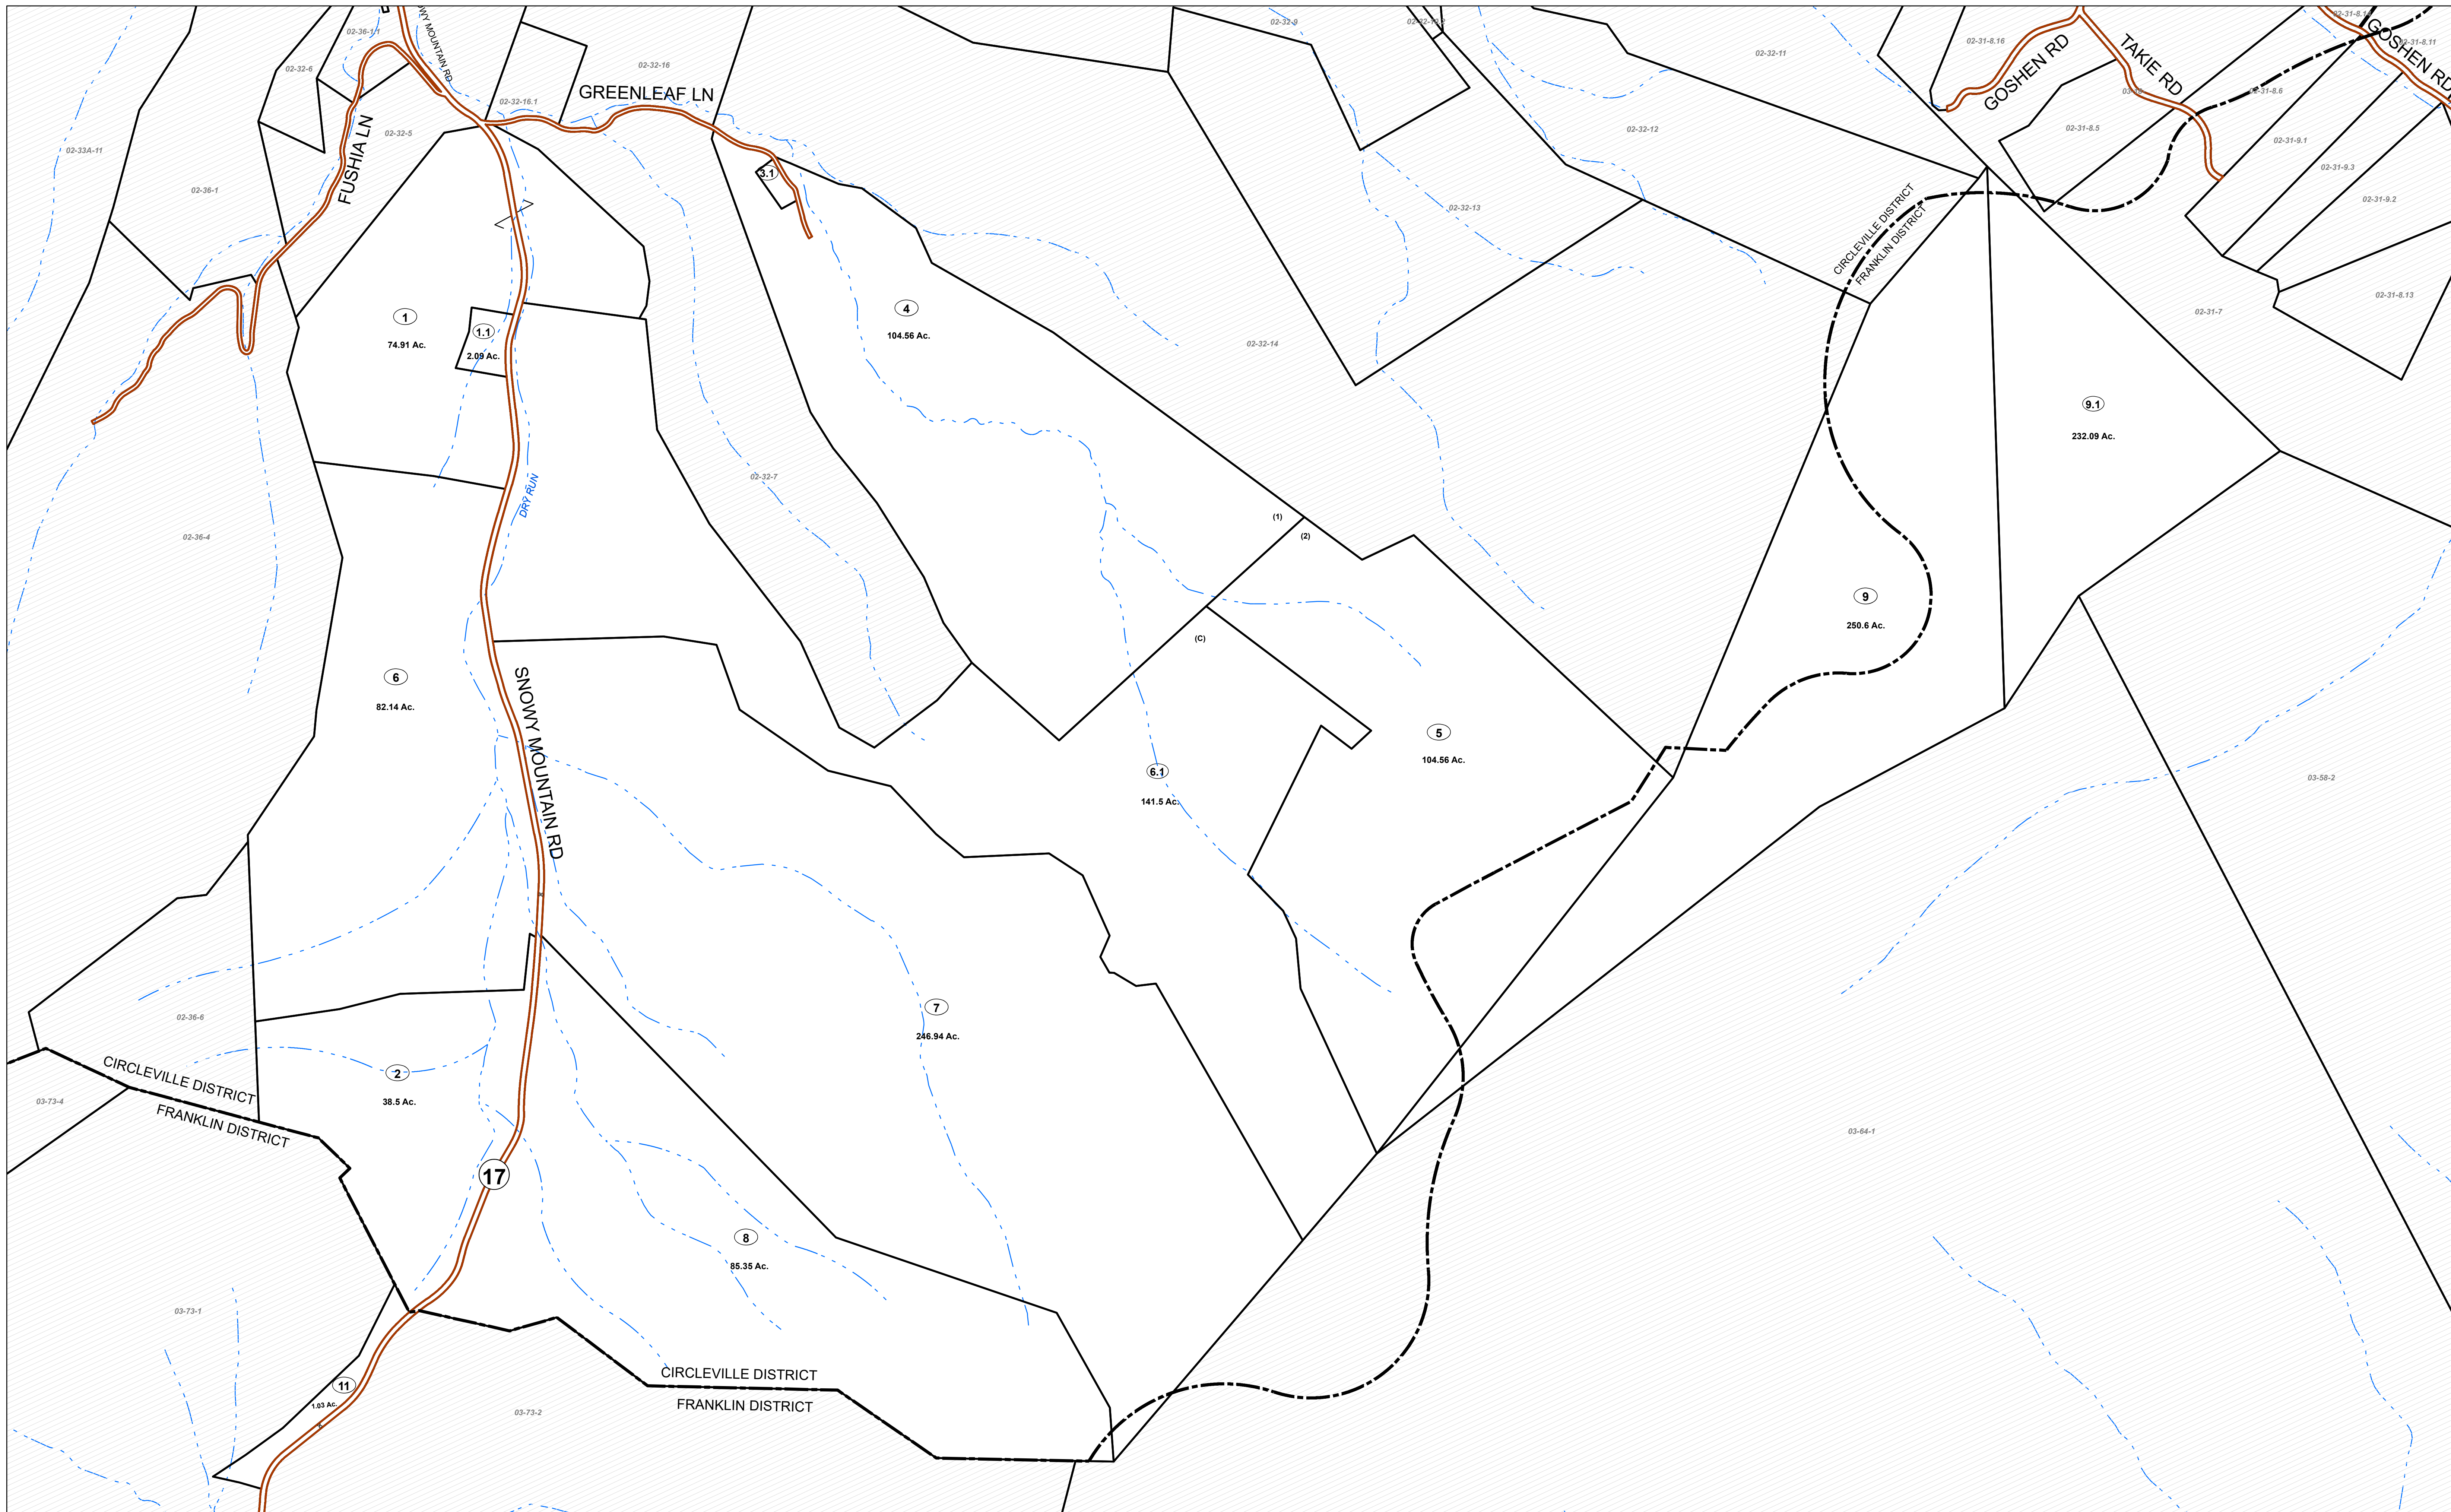 02-32-9
02-31-8.11
02-36-1.1
SNOWY MOUNTAIN RD
02-31-8.16
GOSHEN RD
TAKIE RD
GOSHEN RD
02-32-11
02-32-6
02-32-16
GREENLEAF LN
02-32-16.1
02-31-8.6
02-32-5
02-32-12
02-31-8.5
02-31-9.1
02-33A-11
FUSHIA LN
3.1
02-31-9.3
02-36-1
02-32-13
CIRCLEVILLE DISTRICT
FRANKLIN DISTRICT
02-31-9.2
02-31-8.13
1
74.91 Ac.
1.1
2.09 Ac.
4
104.56 Ac.
02-32-14
02-31-7
9.1
232.09 Ac.
02-32-7
DRY RUN
(1)
(2)
02-36-4
9
250.6 Ac.
(C)
6
82.14 Ac.
SNOWY MOUNTAIN RD
5
104.56 Ac.
6.1
141.5 Ac.
03-58-2
7
246.94 Ac.
02-36-6
CIRCLEVILLE DISTRICT
FRANKLIN DISTRICT
2
38.5 Ac.
03-73-4
03-64-1
17
8
85.35 Ac.
03-73-1
CIRCLEVILLE DISTRICT
FRANKLIN DISTRICT
11
1.03 Ac.
03-73-2